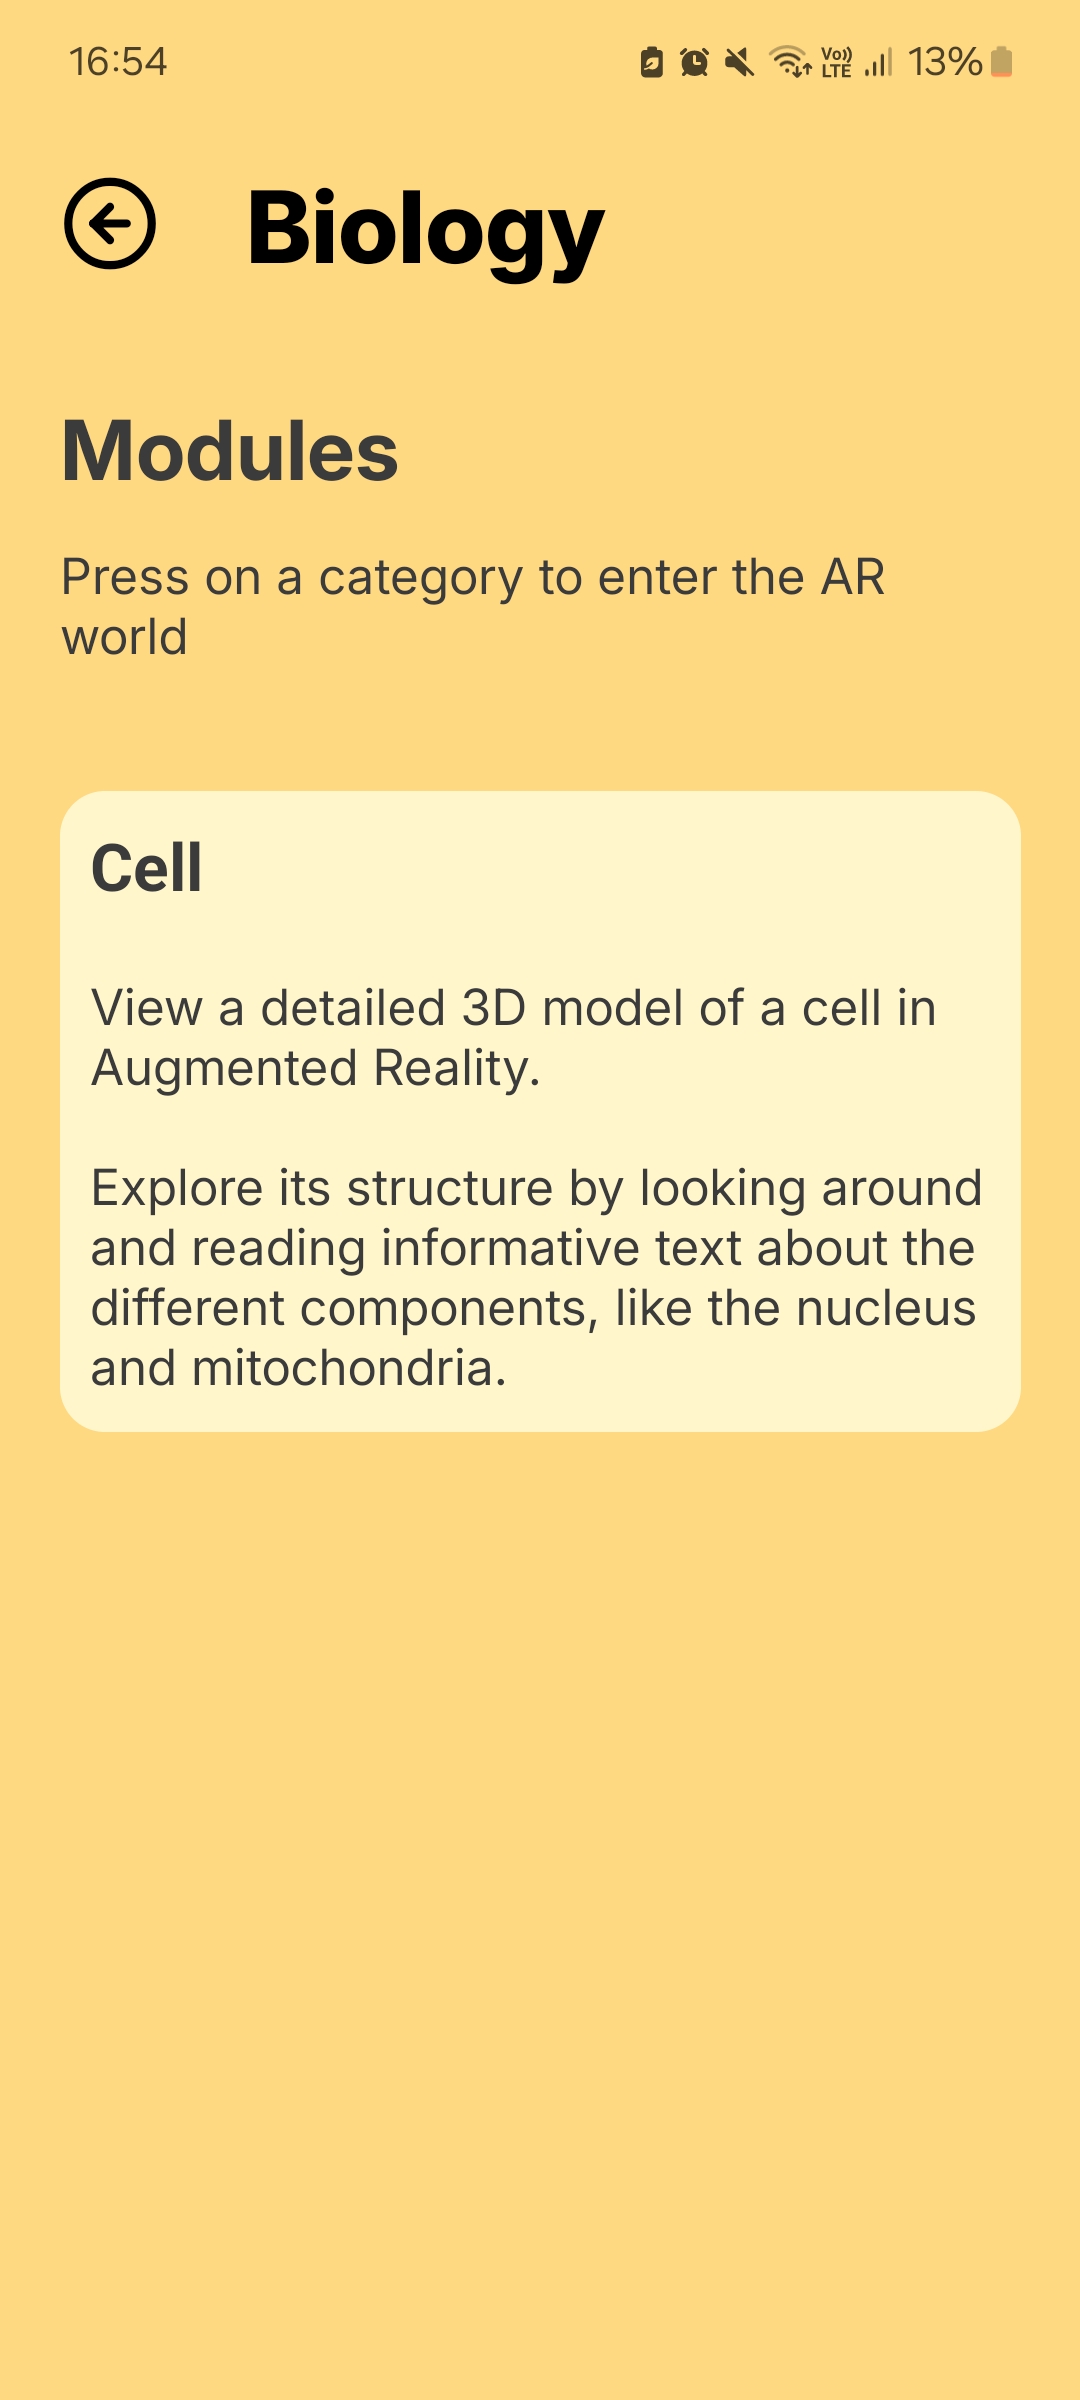 16:54
Vo)) LTE 13%
Biology
Modules
Press on a category to enter the AR
world
Cell
View a detailed 3D model of a cell in
Augmented Reality.
Explore its structure by looking around
and reading informative text about the
different components, like the nucleus
and mitochondria.